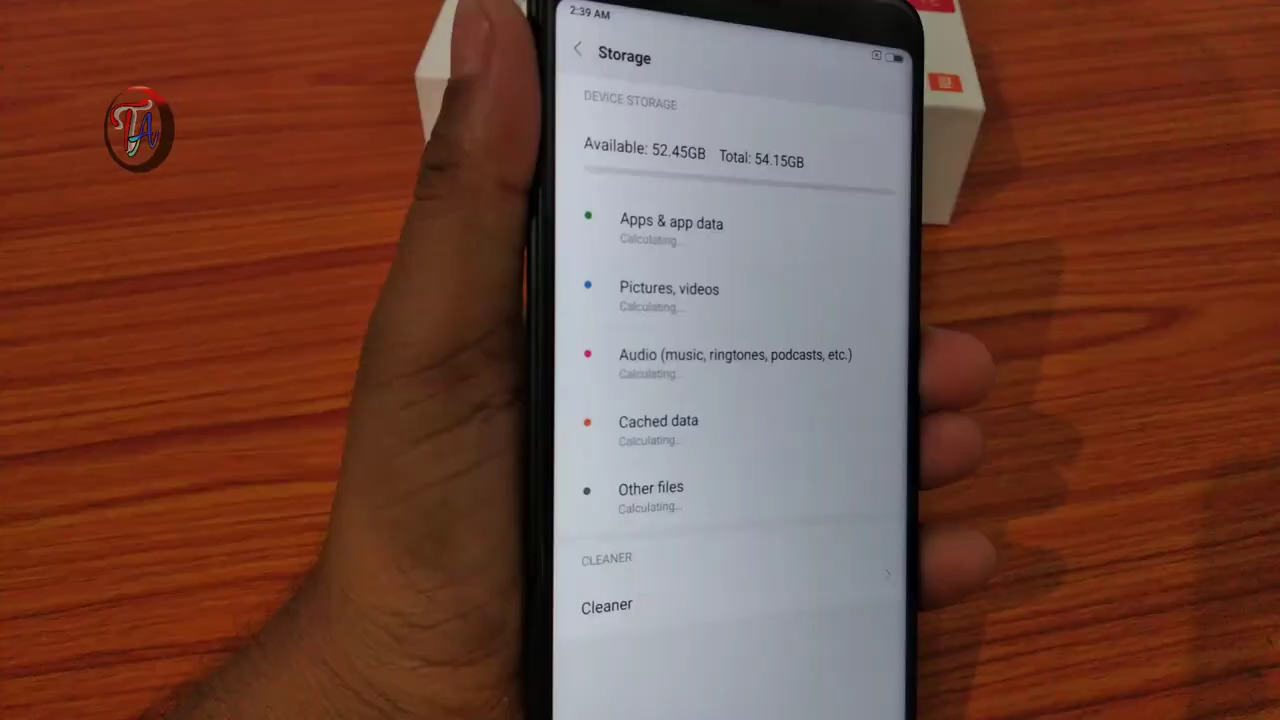 2:39 AM
Storage
DEVICE STORAGE
Available: 52.45GB Total: 54.15GB
Apps & app data
Calculating...
Pictures, videos
Calculating...
Audio (music, ringtones, podcasts, etc.)
Calculating...
Cached data
Calculating...
Other files
Calculating...
CLEANER
Cleaner
TA